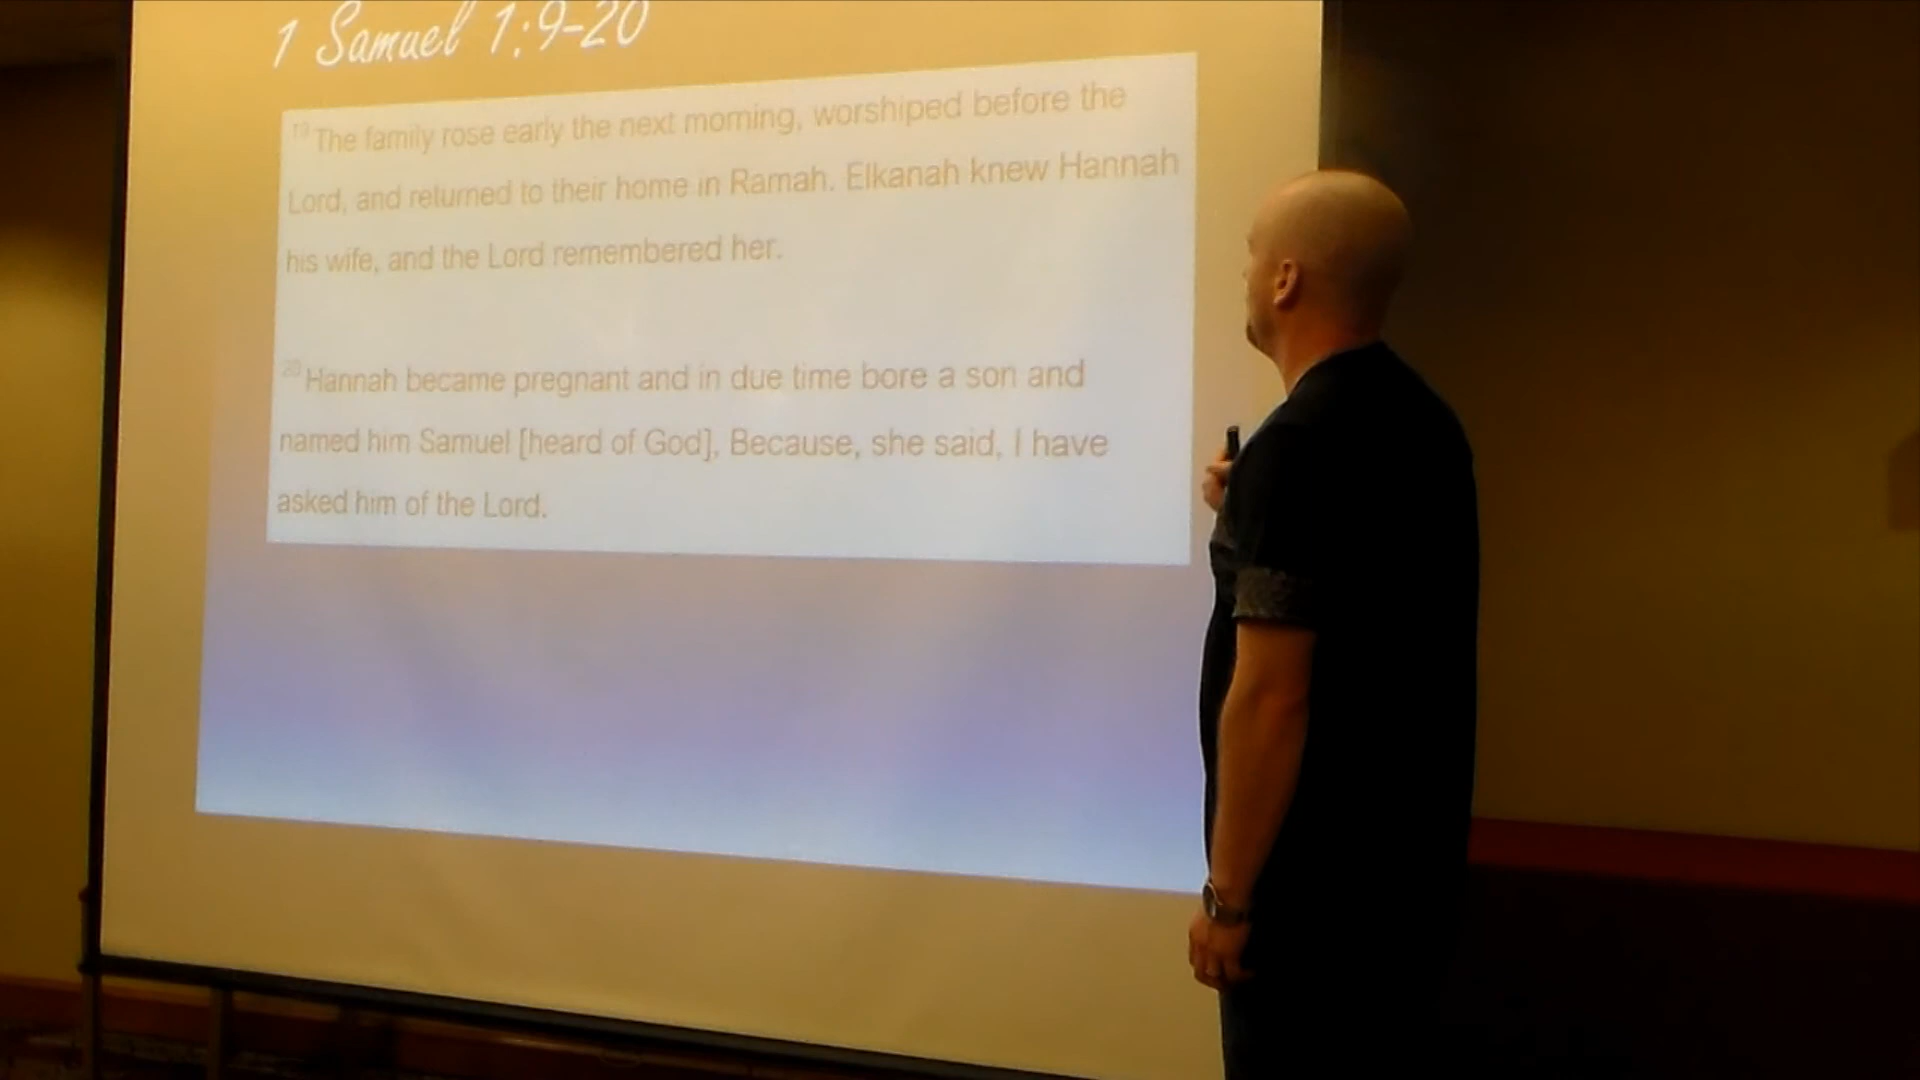 1 Samuel 1:9-20
19 The family rose early the next morning, worshiped before the
Lord, and returned to their home in Ramah. Elkanah knew Hannah
his wife, and the Lord remembered her.
20 Hannah became pregnant and in due time bore a son and
named him Samuel [heard of God], Because, she said, I have
asked him of the Lord.